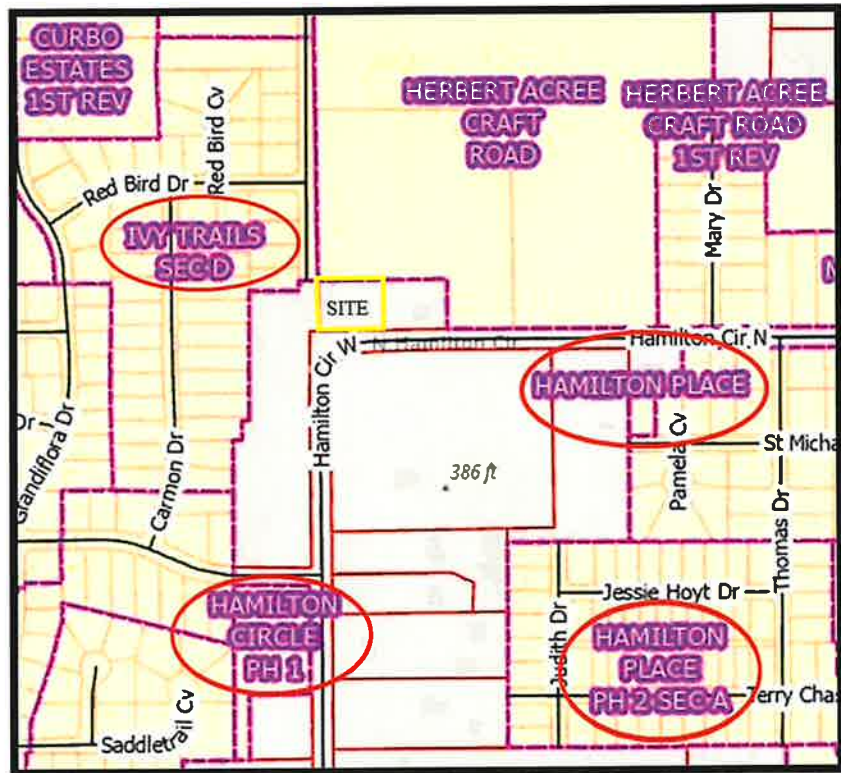 CURBO
ESTATES
1ST REV
Red Bird Cv
HERBERT ACREE
CRAFT
ROAD
HERBERT ACREE
CRAFT ROAD
1ST REV
Red Bird Dr
Mary Dr
IVY TRAILS
SEC D
SITE
Hamilton Cir W
N Hamilton Cir
Hamilton Cir N
HAMILTON PLACE
Glandiflora Dr
Dr
Carmon Dr
386 ft
Pamela Cv
St Micha
Thomas Dr
HAMILTON
CIRCLE
PH 1
Jessie Hoyt Dr
Judith Dr
HAMILTON
PLACE
PH 2 SEC A
Terry Chas
Saddletrail Cv